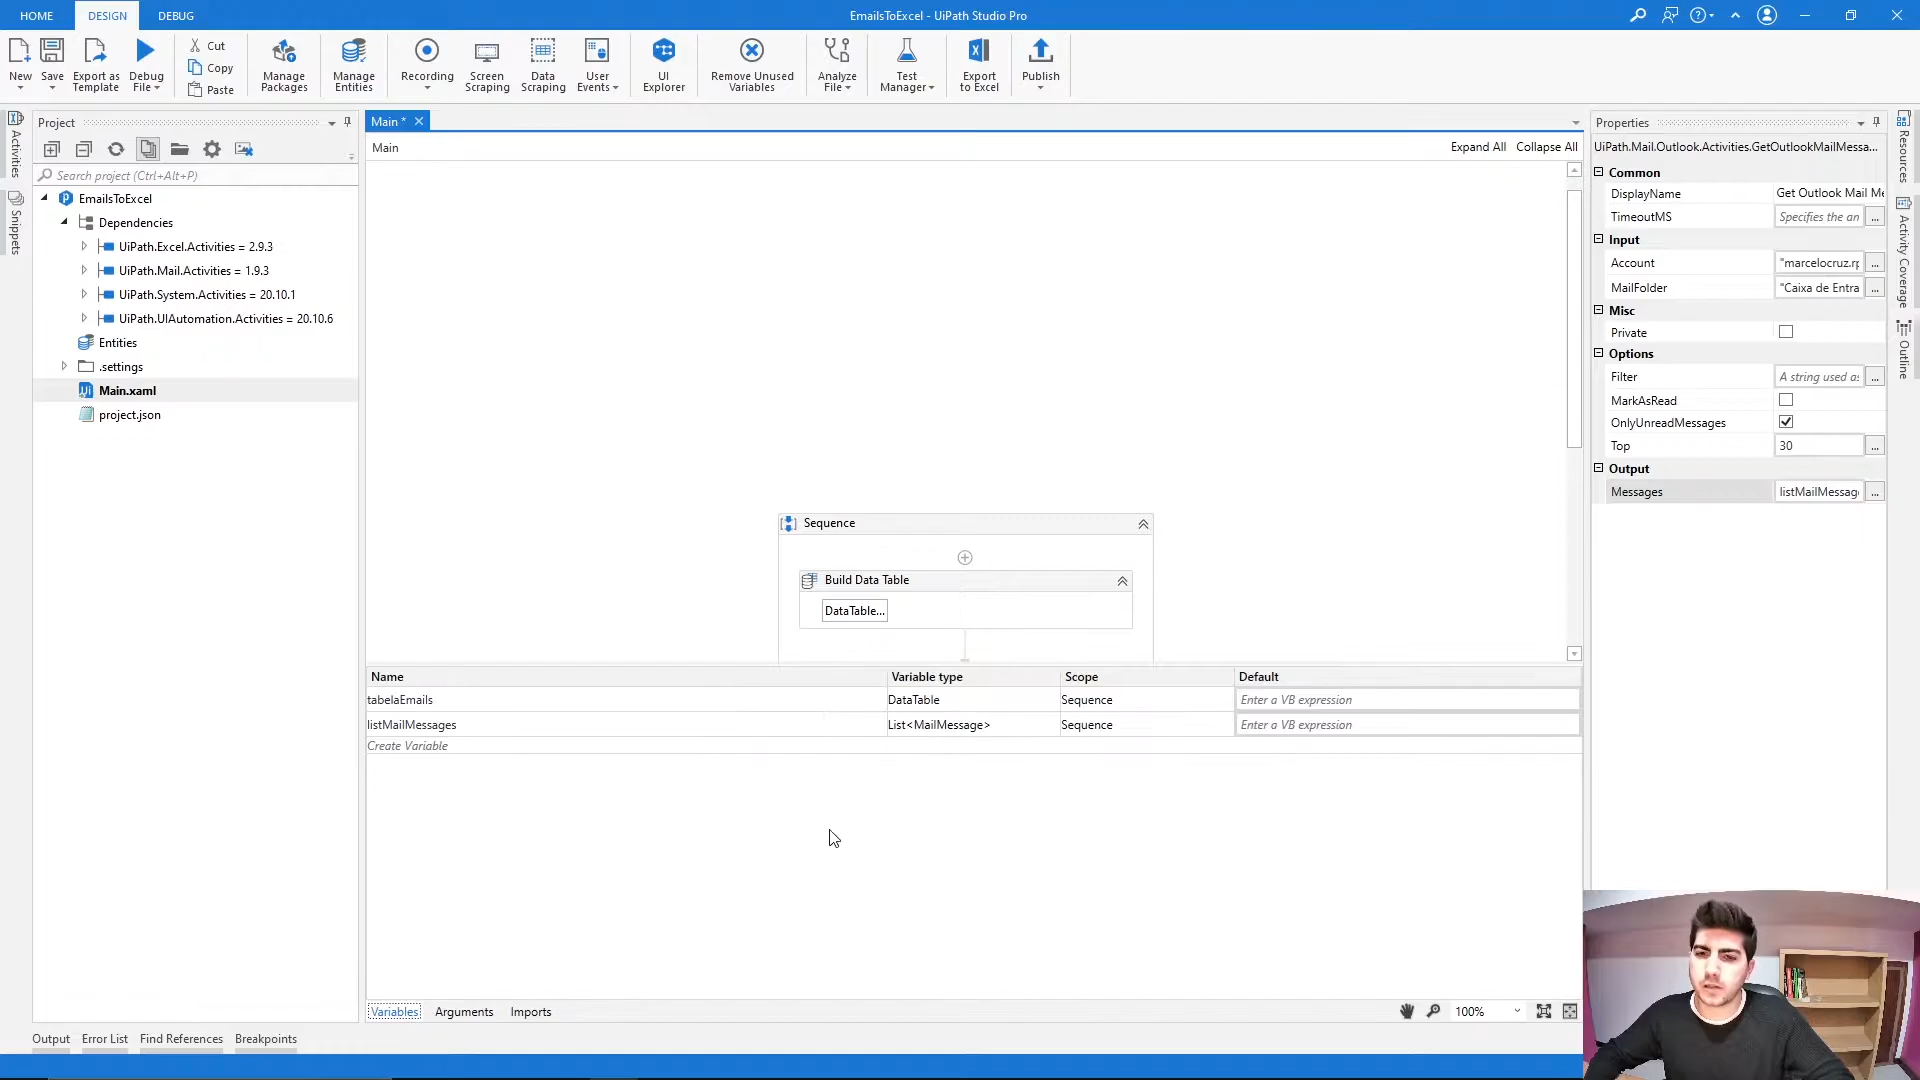 HOME
DESIGN
DEBUG
EmailsToExcel - UiPath Studio Pro
New
Save
Export as Template
Debug File
Cut
Copy
Paste
Manage Packages
Manage Entities
Recording
Screen Scraping
Data Scraping
User Events
UI Explorer
Remove Unused Variables
Analyze File
Test Manager
Export to Excel
Publish
Activities
Snippets
Project
Search project (Ctrl+Alt+P)
EmailsToExcel
Dependencies
UiPath.Excel.Activities = 2.9.3
UiPath.Mail.Activities = 1.9.3
UiPath.System.Activities = 20.10.1
UiPath.UIAutomation.Activities = 20.10.6
Entities
.settings
Main.xaml
project.json
Main *
Main
Expand All
Collapse All
Sequence
Build Data Table
DataTable...
Name Variable type Scope Default
tabelaEmails DataTable Sequence Enter a VB expression
listMailMessages List<MailMessage> Sequence Enter a VB expression
Create Variable
Variables
Arguments
Imports
100%
Properties
UiPath.Mail.Outlook.Activities.GetOutlookMailMessa...
Common
DisplayName Get Outlook Mail Me
TimeoutMS Specifies the an ...
Input
Account "marcelocruz.rp ...
MailFolder "Caixa de Entra ...
Misc
Private
Options
Filter A string used as ...
MarkAsRead
OnlyUnreadMessages
Top 30 ...
Output
Messages listMailMessag ...
Resources
Activity Coverage
Outline
Output
Error List
Find References
Breakpoints